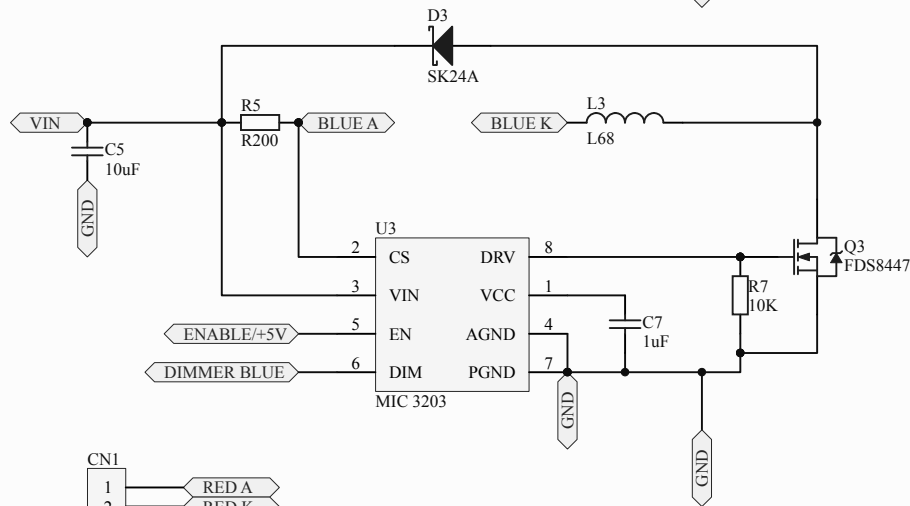 D3
SK24A
VIN
R5
R200
BLUE A
BLUE K
L3
L68
C5
10uF
GND
U3
2 CS DRV 8
3 VIN VCC 1
5 EN AGND 4
6 DIM PGND 7
MIC 3203
ENABLE/+5V
DIMMER BLUE
Q3
FDS8447
R7
10K
C7
1uF
GND
GND
CN1
1 RED A
2 RED K